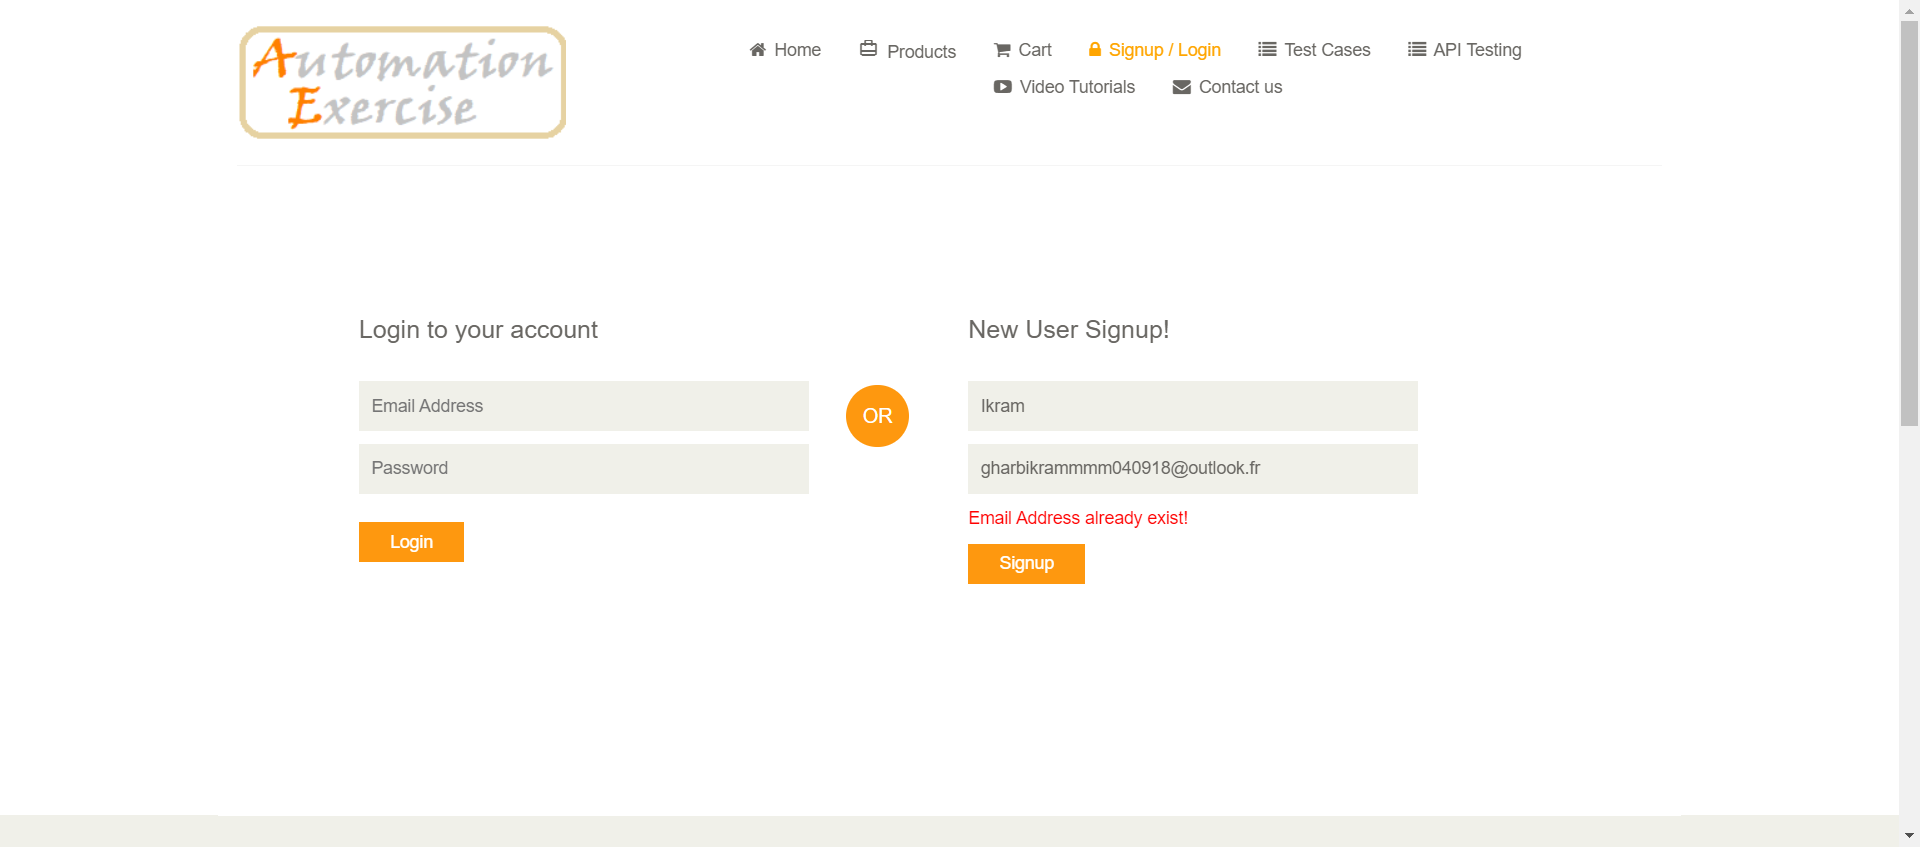 Automation
Exercise
Home
Products
Cart
Signup / Login
Test Cases
API Testing
Video Tutorials
Contact us
Login to your account
Email Address
Password
Login
OR
New User Signup!
Ikram
gharbikrammmm040918@outlook.fr
Email Address already exist!
Signup